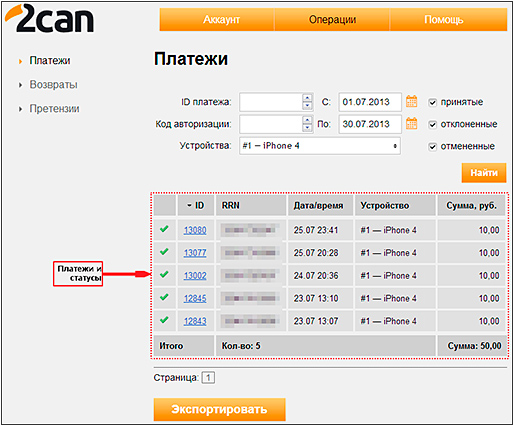 2can
Аккаунт Операции Помощь
Платежи
Возвраты
Претензии
Платежи
ID платежа: С: 01.07.2013 принятые
Код авторизации: По: 30.07.2013 отклоненные
Устройства: #1 — iPhone 4 отмененные
Найти
ID RRN Дата/время Устройство Сумма, руб.
13080 25.07 23:41 #1 — iPhone 4 10,00
13077 25.07 20:28 #1 — iPhone 4 10,00
13002 24.07 20:36 #1 — iPhone 4 10,00
12845 23.07 13:10 #1 — iPhone 4 10,00
12843 23.07 13:07 #1 — iPhone 4 10,00
Итого Кол-во: 5 Сумма: 50,00
Платежи и
статусы
Страница: 1
Экспортировать